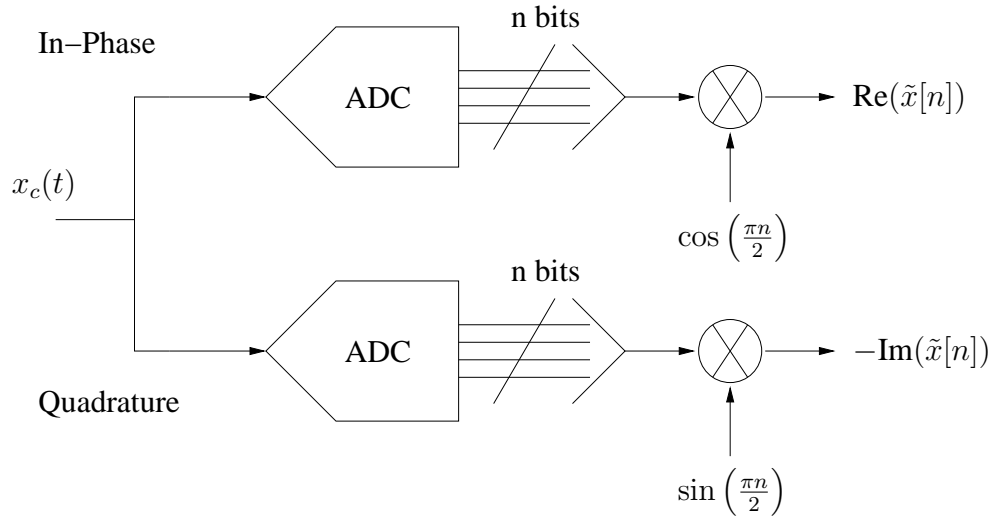 n bits
In–Phase
ADC
Re(x̃[n])
x_c(t)
cos(πn/2)
n bits
ADC
−Im(x̃[n])
Quadrature
sin(πn/2)